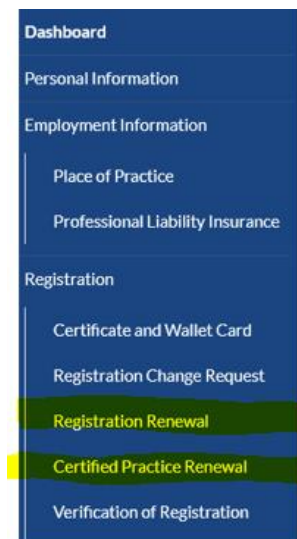 Dashboard
Personal Information
Employment Information
Place of Practice
Professional Liability Insurance
Registration
Certificate and Wallet Card
Registration Change Request
Registration Renewal
Certified Practice Renewal
Verification of Registration